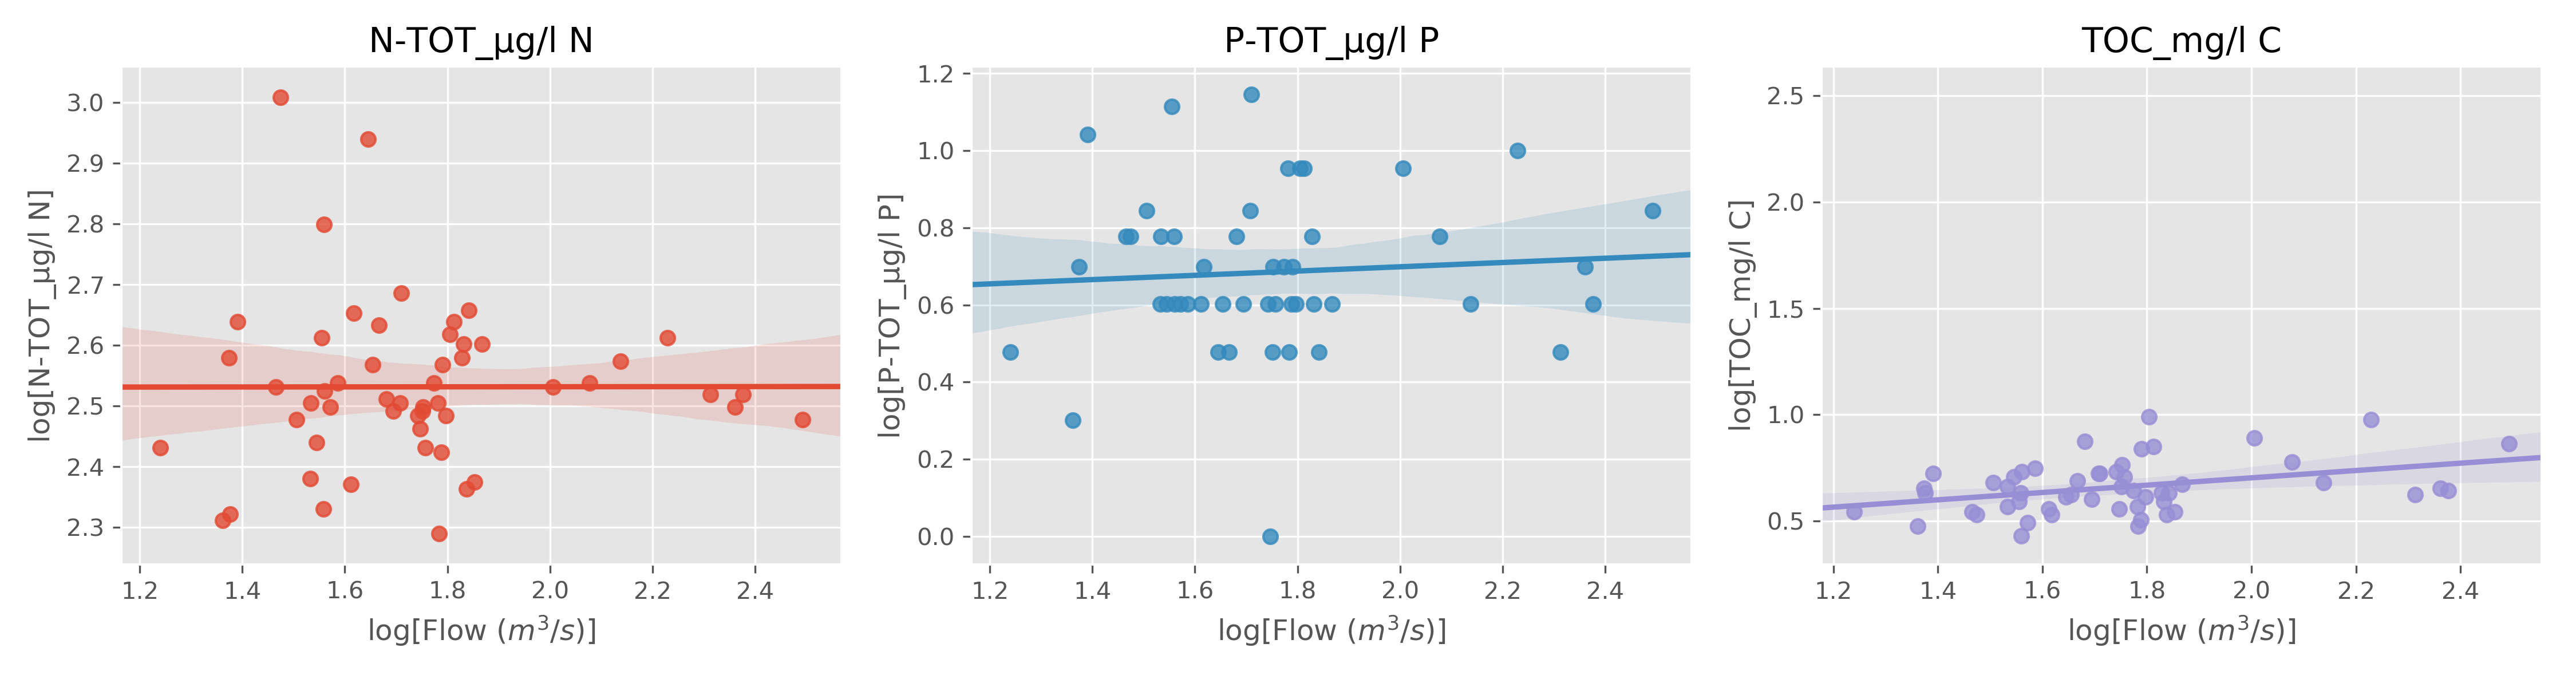 N-TOT_µg/l N
log[N-TOT_µg/l N]
3.0
2.9
2.8
2.7
2.6
2.5
2.4
2.3
1.2 1.4 1.6 1.8 2.0 2.2 2.4
log[Flow (m³/s)]
P-TOT_µg/l P
log[P-TOT_µg/l P]
1.2
1.0
0.8
0.6
0.4
0.2
0.0
1.2 1.4 1.6 1.8 2.0 2.2 2.4
log[Flow (m³/s)]
TOC_mg/l C
log[TOC_mg/l C]
2.5
2.0
1.5
1.0
0.5
1.2 1.4 1.6 1.8 2.0 2.2 2.4
log[Flow (m³/s)]